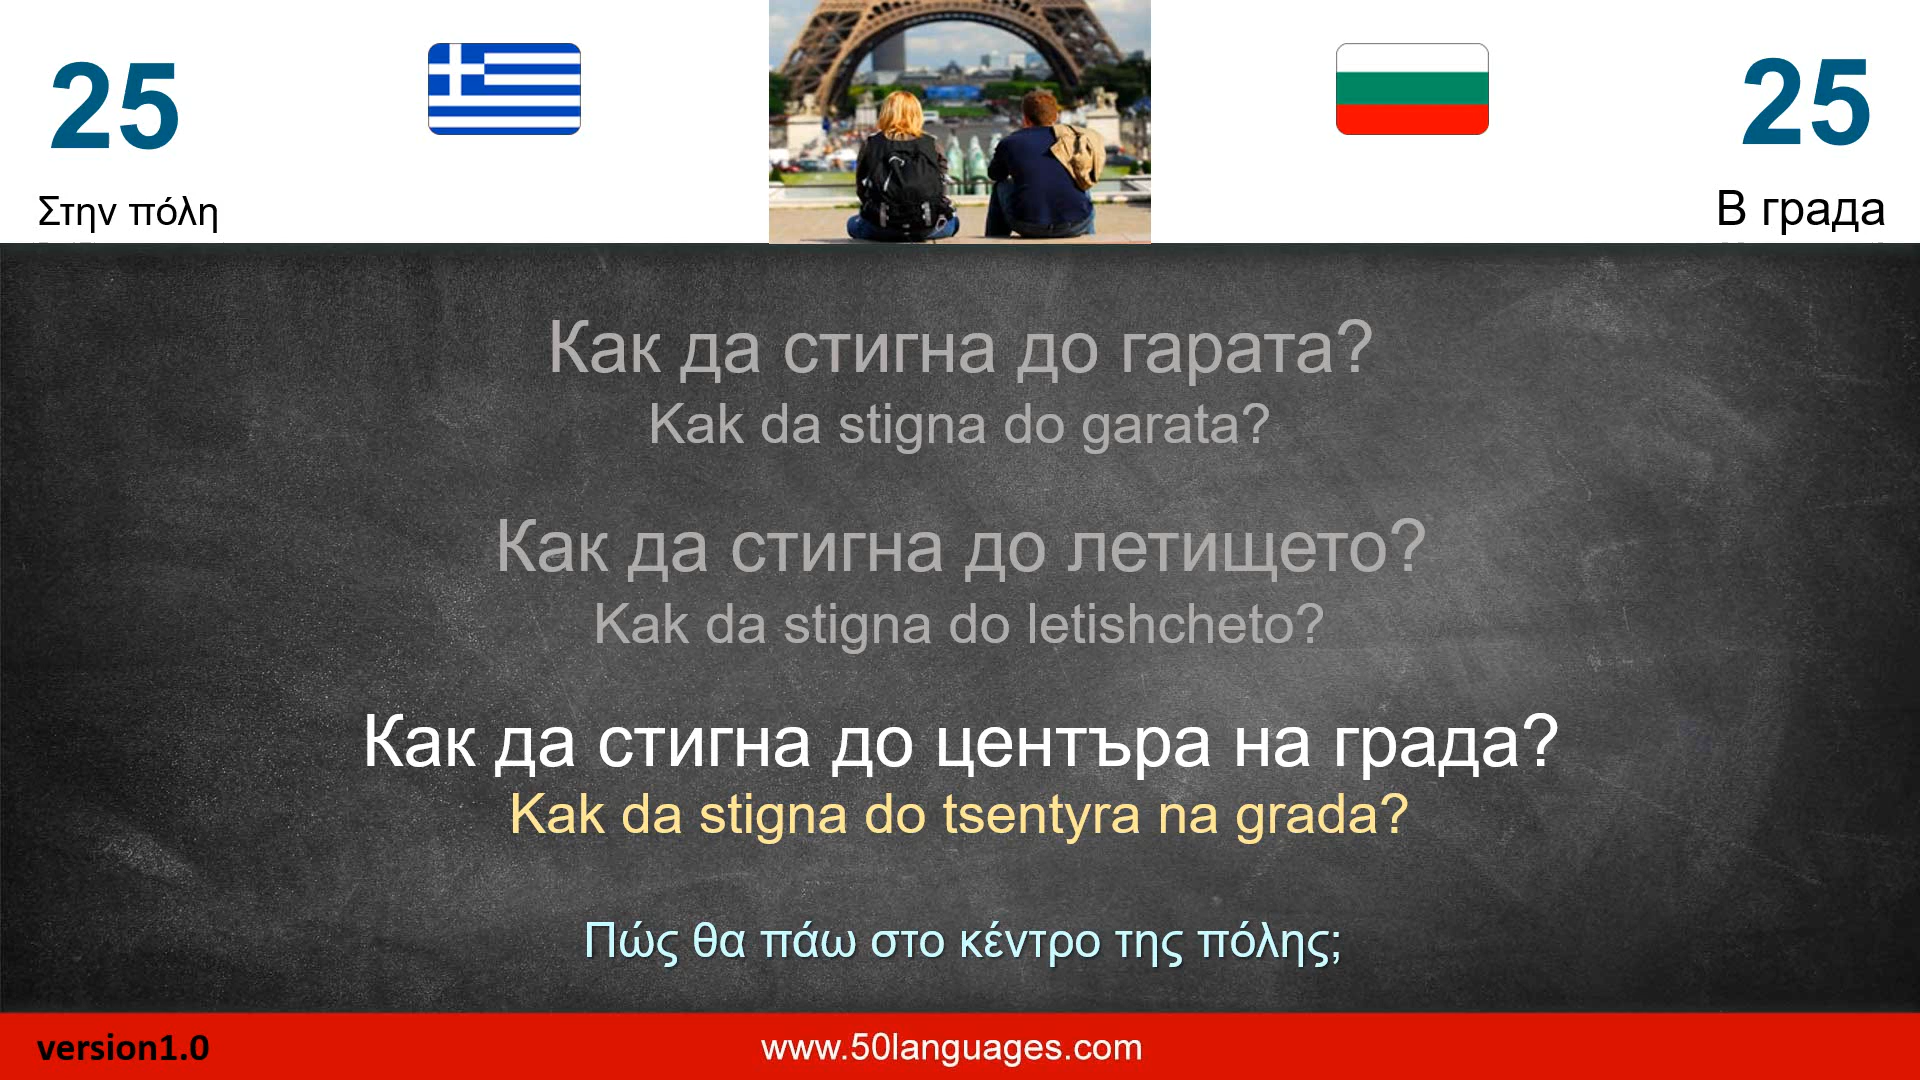 25
25
Στην πόλη
В града
Как да стигна до гарата?
Kak da stigna do garata?
Как да стигна до летището?
Kak da stigna do letishcheto?
Как да стигна до центъра на града?
Kak da stigna do tsentyra na grada?
Πώς θα πάω στο κέντρο της πόλης;
version1.0
www.50languages.com